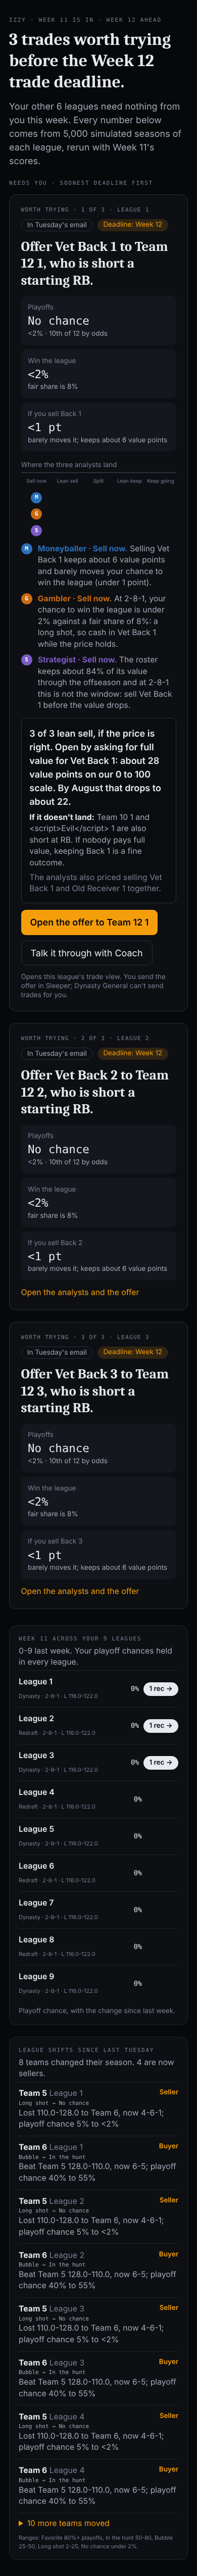 IZZY · WEEK 11 IS IN · WEEK 12 AHEAD
3 trades worth trying
before the Week 12
trade deadline.
Your other 6 leagues need nothing from
you this week. Every number below
comes from 5,000 simulated seasons of
each league, rerun with Week 11's
scores.
NEEDS YOU · SOONEST DEADLINE FIRST
WORTH TRYING · 1 OF 3 · LEAGUE 1
In Tuesday's email
Deadline: Week 12
Offer Vet Back 1 to Team
12 1, who is short a
starting RB.
Playoffs
No chance
<2% · 10th of 12 by odds
Win the league
<2%
fair share is 8%
If you sell Back 1
<1 pt
barely moves it; keeps about 6 value points
Where the three analysts land
Sell now Lean sell Split Lean keep Keep going
M
G
S
M Moneyballer · Sell now. Selling Vet
Back 1 keeps about 6 value points
and barely moves your chance to
win the league (under 1 point).
G Gambler · Sell now. At 2-8-1, your
chance to win the league is under
2% against a fair share of 8%: a
long shot, so cash in Vet Back 1
while the price holds.
S Strategist · Sell now. The roster
keeps about 84% of its value
through the offseason and at 2-8-1
this is not the window: sell Vet
Back 1 before the value drops.
3 of 3 lean sell, if the price is
right. Open by asking for full
value for Vet Back 1: about 28
value points on our 0 to 100
scale. By August that drops to
about 22.
If it doesn't land: Team 10 1 and
<script>Evil</script> 1 are also
short at RB. If nobody pays full
value, keeping Back 1 is a fine
outcome.
The analysts also priced selling Vet
Back 1 and Old Receiver 1 together.
Open the offer to Team 12 1
Talk it through with Coach
Opens this league's trade view. You send the
offer in Sleeper; Dynasty General can't send
trades for you.
WORTH TRYING · 2 OF 3 · LEAGUE 2
In Tuesday's email
Deadline: Week 12
Offer Vet Back 2 to Team
12 2, who is short a
starting RB.
Playoffs
No chance
<2% · 10th of 12 by odds
Win the league
<2%
fair share is 8%
If you sell Back 2
<1 pt
barely moves it; keeps about 6 value points
Open the analysts and the offer
WORTH TRYING · 3 OF 3 · LEAGUE 3
In Tuesday's email
Deadline: Week 12
Offer Vet Back 3 to Team
12 3, who is short a
starting RB.
Playoffs
No chance
<2% · 10th of 12 by odds
Win the league
<2%
fair share is 8%
If you sell Back 3
<1 pt
barely moves it; keeps about 6 value points
Open the analysts and the offer
WEEK 11 ACROSS YOUR 9 LEAGUES
0-9 last week. Your playoff chances held
in every league.
League 1
Dynasty · 2-8-1 · L 116.0-122.0
0% 1 rec →
League 2
Redraft · 2-8-1 · L 116.0-122.0
0% 1 rec →
League 3
Dynasty · 2-8-1 · L 116.0-122.0
0% 1 rec →
League 4
Redraft · 2-8-1 · L 116.0-122.0
0%
League 5
Dynasty · 2-8-1 · L 116.0-122.0
0%
League 6
Redraft · 2-8-1 · L 116.0-122.0
0%
League 7
Dynasty · 2-8-1 · L 116.0-122.0
0%
League 8
Redraft · 2-8-1 · L 116.0-122.0
0%
League 9
Dynasty · 2-8-1 · L 116.0-122.0
0%
Playoff chance, with the change since last week.
LEAGUE SHIFTS SINCE LAST TUESDAY
8 teams changed their season. 4 are now
sellers.
Team 5 League 1 Seller
Long shot → No chance
Lost 110.0-128.0 to Team 6, now 4-6-1;
playoff chance 5% to <2%
Team 6 League 1 Buyer
Bubble → In the hunt
Beat Team 5 128.0-110.0, now 6-5; playoff
chance 40% to 55%
Team 5 League 2 Seller
Long shot → No chance
Lost 110.0-128.0 to Team 6, now 4-6-1;
playoff chance 5% to <2%
Team 6 League 2 Buyer
Bubble → In the hunt
Beat Team 5 128.0-110.0, now 6-5; playoff
chance 40% to 55%
Team 5 League 3 Seller
Long shot → No chance
Lost 110.0-128.0 to Team 6, now 4-6-1;
playoff chance 5% to <2%
Team 6 League 3 Buyer
Bubble → In the hunt
Beat Team 5 128.0-110.0, now 6-5; playoff
chance 40% to 55%
Team 5 League 4 Seller
Long shot → No chance
Lost 110.0-128.0 to Team 6, now 4-6-1;
playoff chance 5% to <2%
Team 6 League 4 Buyer
Bubble → In the hunt
Beat Team 5 128.0-110.0, now 6-5; playoff
chance 40% to 55%
▶ 10 more teams moved
Ranges: Favorite 80%+ playoffs, In the hunt 50-80, Bubble
25-50, Long shot 2-25, No chance under 2%.